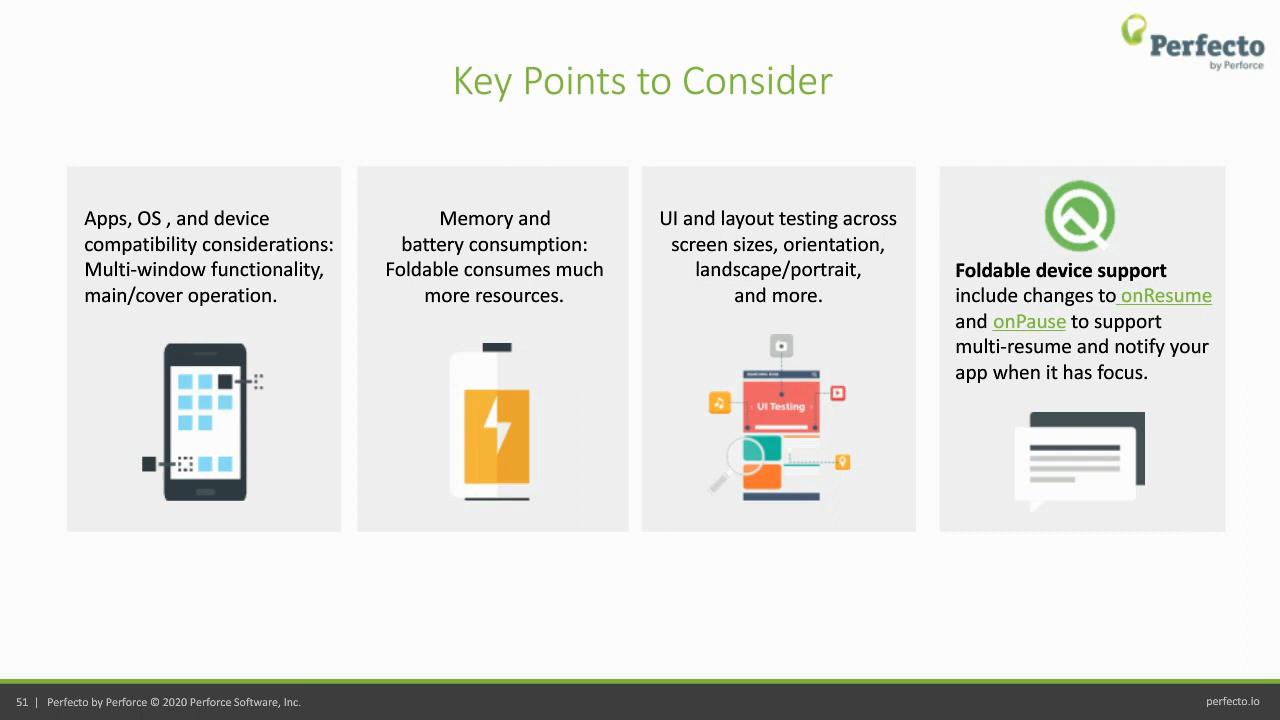 Perfecto
by Perforce
Key Points to Consider
Apps, OS , and device
compatibility considerations:
Multi-window functionality,
main/cover operation.
Memory and
battery consumption:
Foldable consumes much
more resources.
UI and layout testing across
screen sizes, orientation,
landscape/portrait,
and more.
UI Testing
Foldable device support
include changes to onResume
and onPause to support
multi-resume and notify your
app when it has focus.
51 | Perfecto by Perforce © 2020 Perforce Software, Inc.
perfecto.io